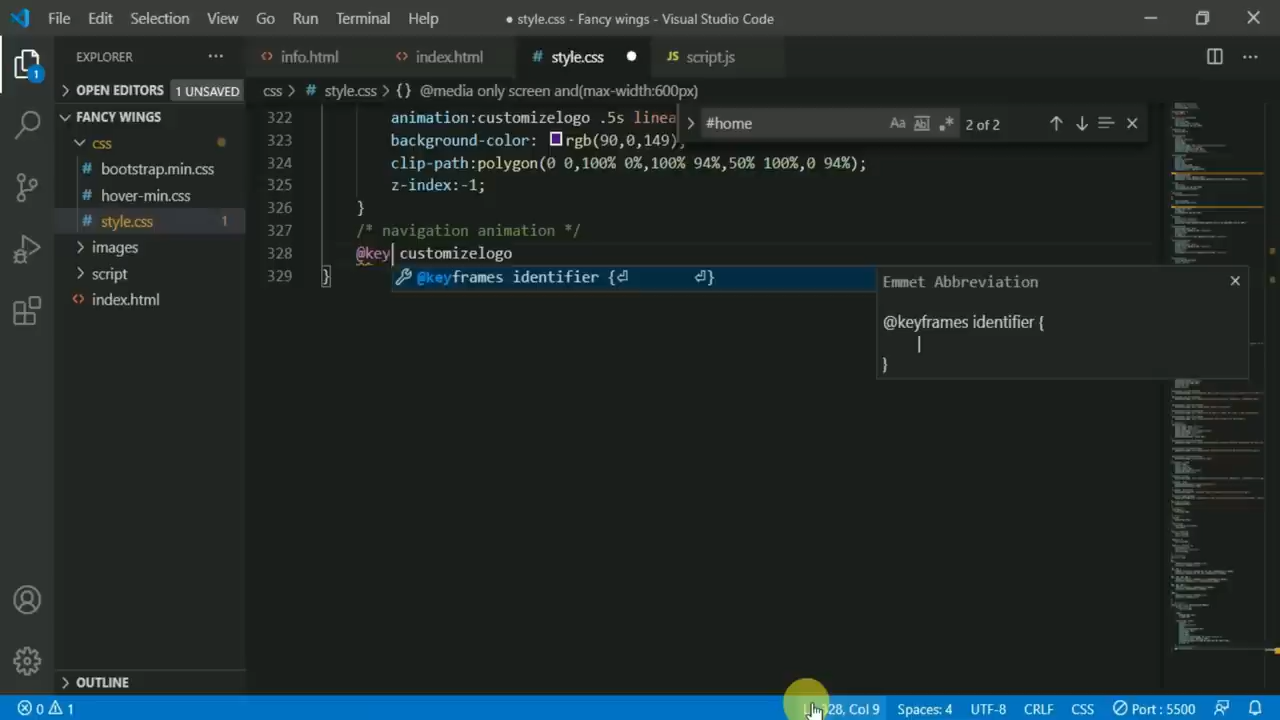 File Edit Selection View Go Run Terminal Help
● style.css - Fancy wings - Visual Studio Code
EXPLORER ···
info.html
index.html
# style.css ●
JS script.js
OPEN EDITORS 1 UNSAVED
css > # style.css > {} @media only screen and(max-width:600px)
#home
Aa ab .* 2 of 2
FANCY WINGS
css
# bootstrap.min.css
# hover-min.css
# style.css 1
images
script
index.html
1
322 animation:customizelogo .5s linea
323 background-color: rgb(90,0,149);
324 clip-path:polygon(0 0,100% 0%,100% 94%,50% 100%,0 94%);
325 z-index:-1;
326 }
327 /* navigation animation */
328 @key customizelogo
329 }
@keyframes identifier {⏎ ⏎}
Emmet Abbreviation
@keyframes identifier {
|
}
OUTLINE
0 1
28, Col 9 Spaces: 4 UTF-8 CRLF CSS Port : 5500